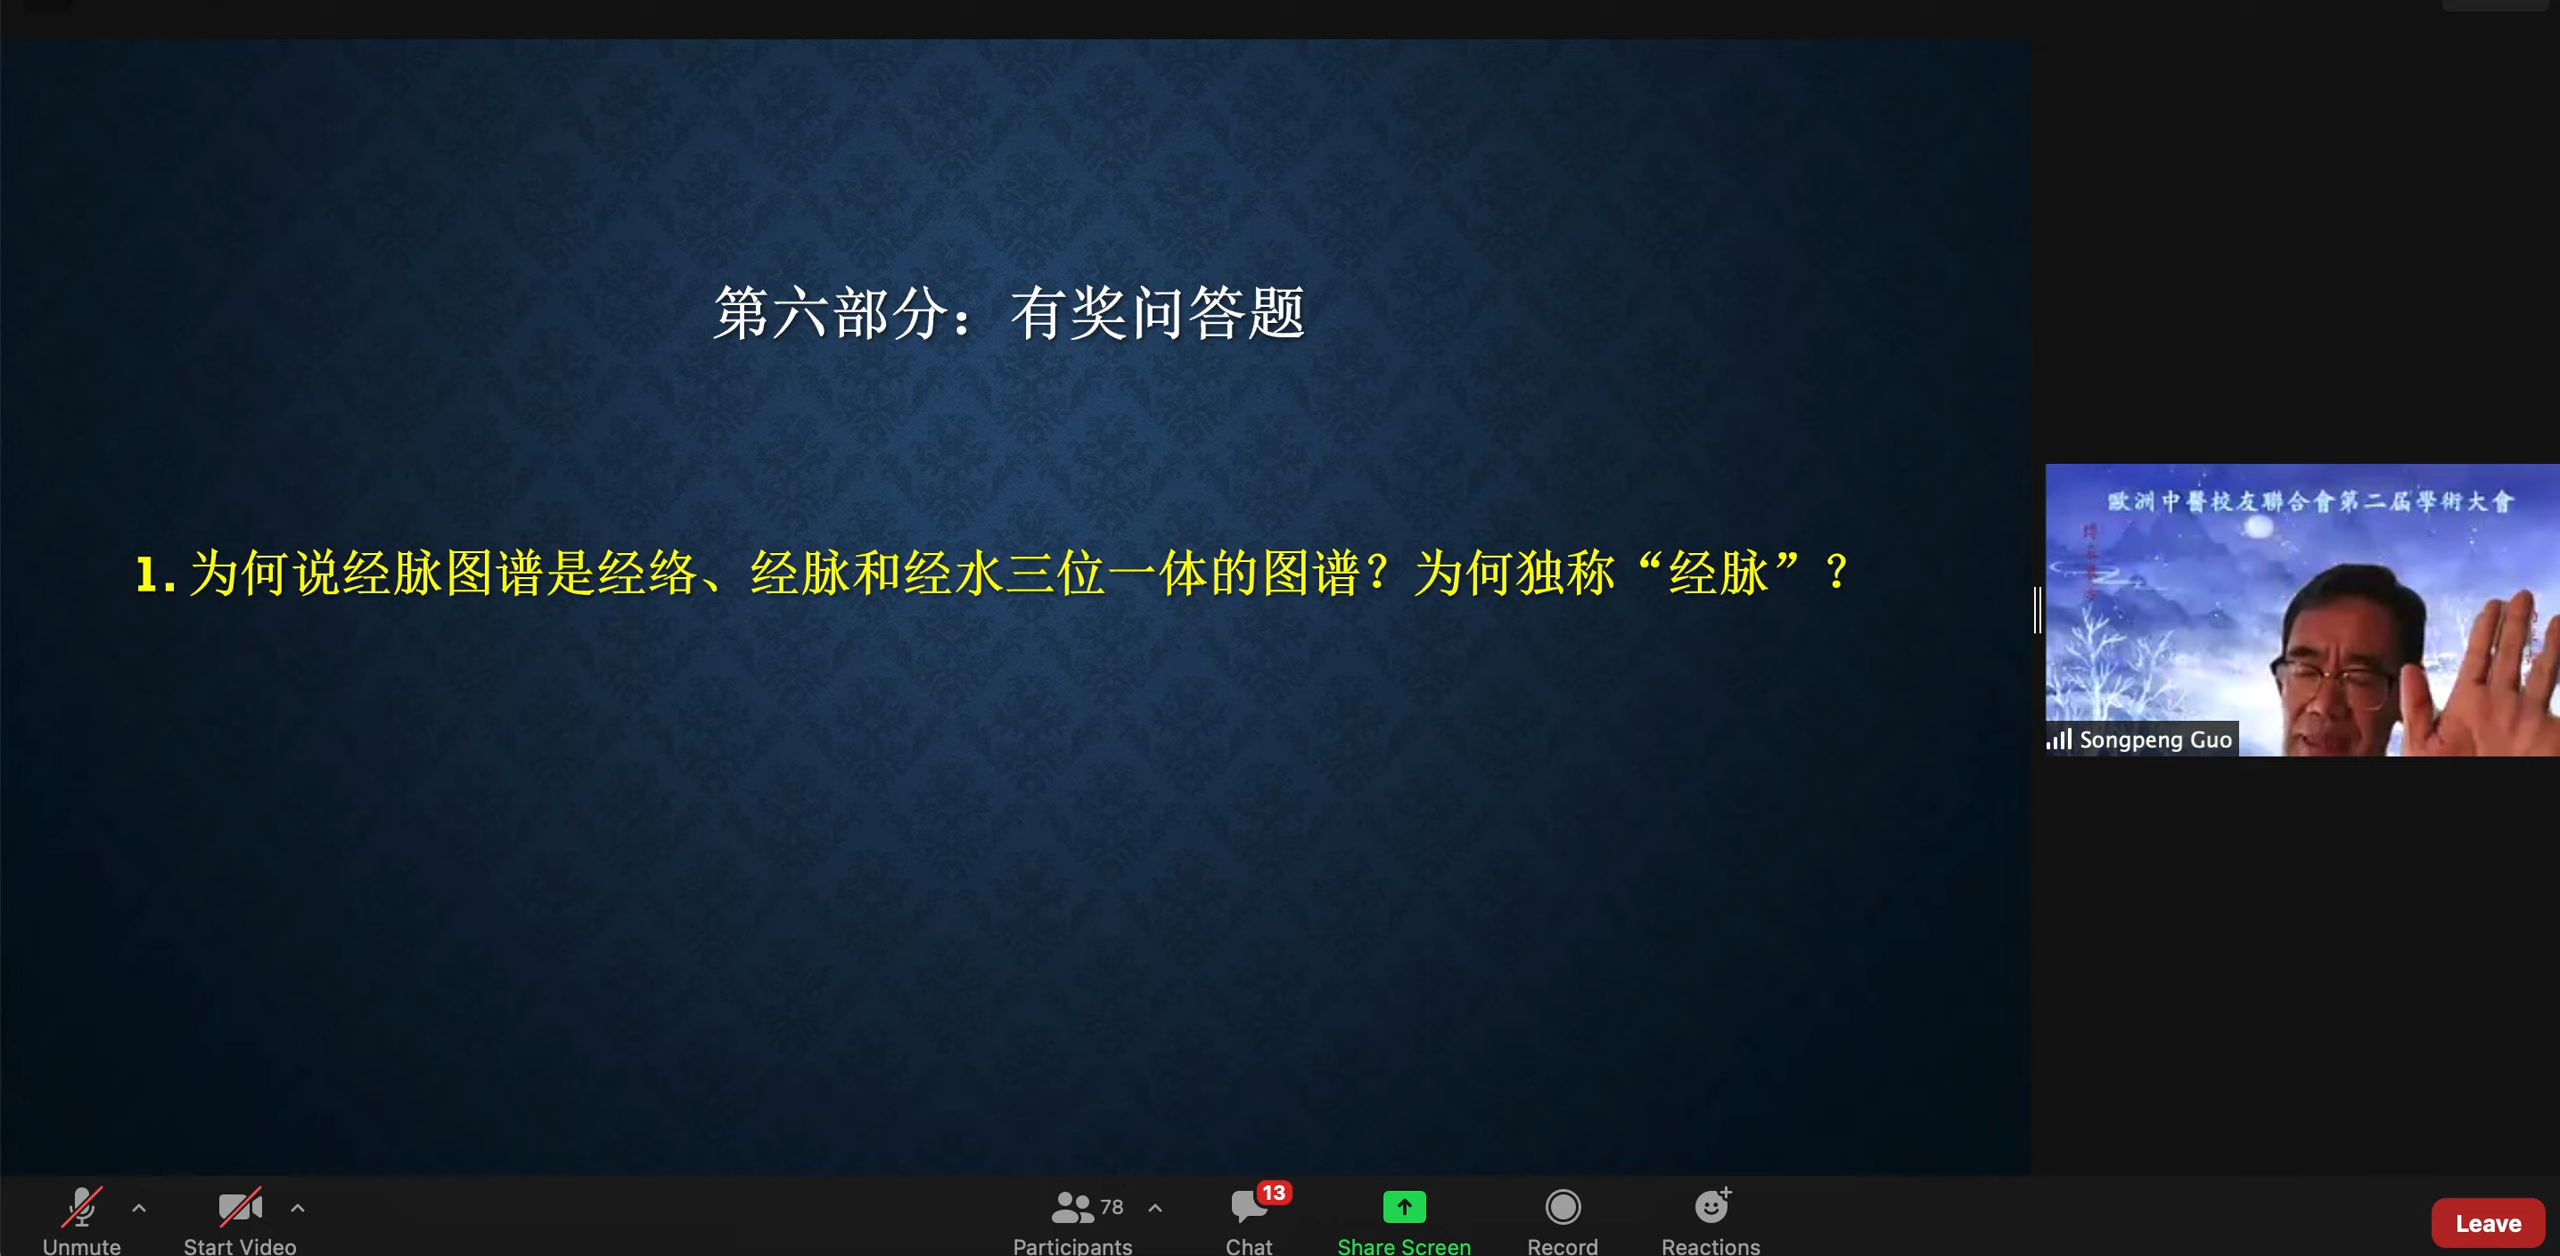 第六部分：有奖问答题
1. 为何说经脉图谱是经络、经脉和经水三位一体的图谱？为何独称“经脉”？
歐洲中醫校友聯合會第二届學術大會
Songpeng Guo
Unmute
Start Video
78
Participants
13
Chat
Share Screen
Record
Reactions
Leave